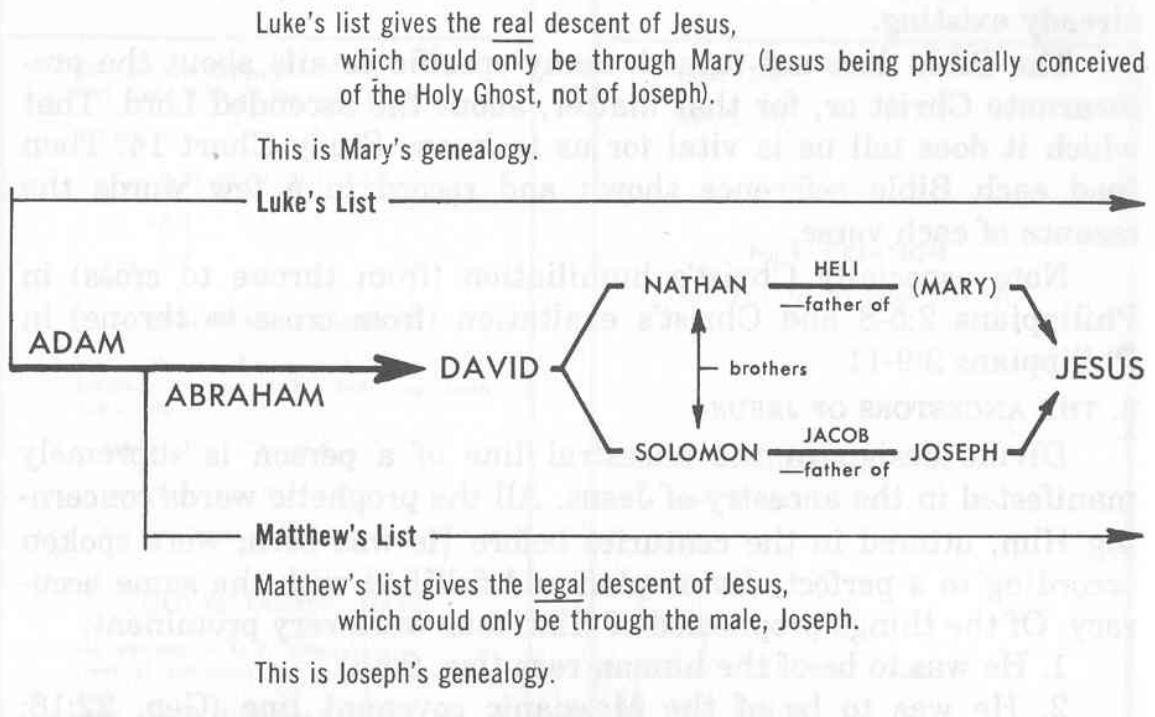 Luke's list gives the real descent of Jesus,
which could only be through Mary (Jesus being physically conceived
of the Holy Ghost, not of Joseph).
This is Mary's genealogy.
Luke's List
NATHAN HELI (MARY)
—father of
ADAM
DAVID brothers JESUS
ABRAHAM
SOLOMON JACOB JOSEPH
—father of
Matthew's List
Matthew's list gives the legal descent of Jesus,
which could only be through the male, Joseph.
This is Joseph's genealogy.